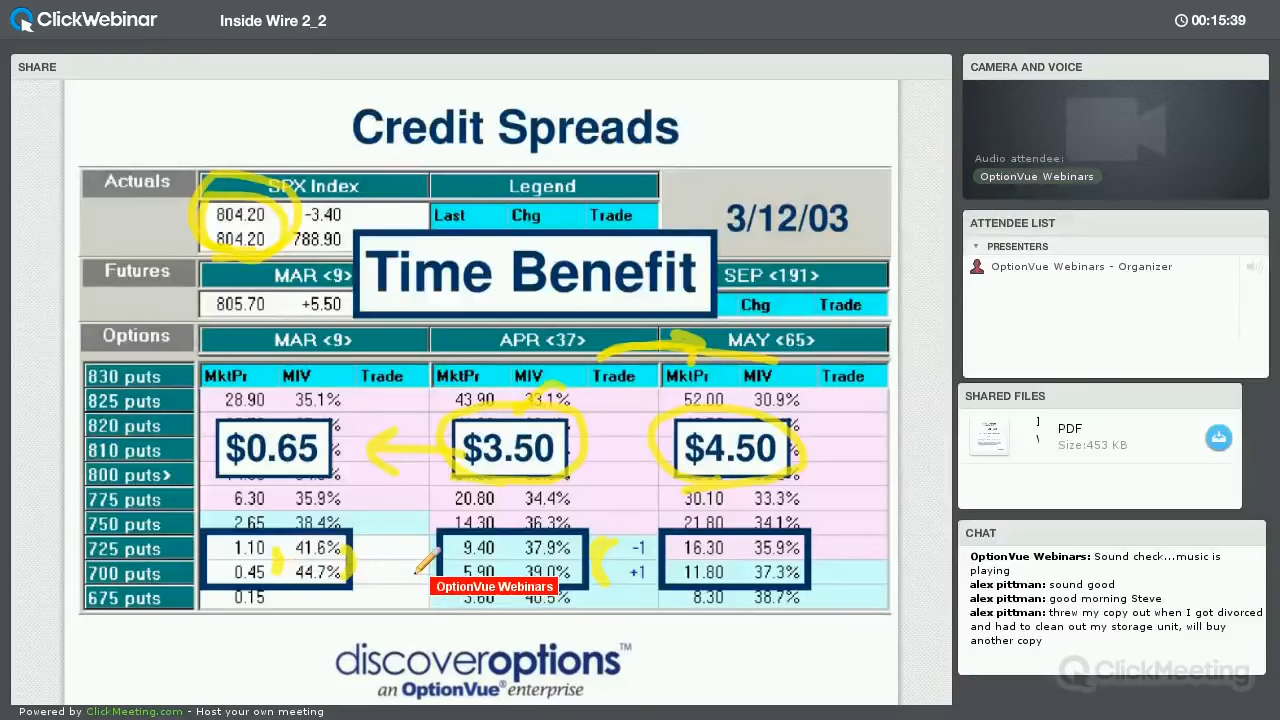 ClickWebinar
Inside Wire 2_2
00:15:39
SHARE
Credit Spreads
Actuals SPX Index Legend
804.20 -3.40 Last Chg Trade
3/12/03
804.20 788.90
Time Benefit
Futures MAR <9> SEP <191>
805.70 +5.50 Chg Trade
Options MAR <9> APR <37> MAY <65>
830 puts MktPr MIV Trade MktPr MIV Trade MktPr MIV Trade
825 puts 28.90 35.1% 43.90 33.1% 52.00 30.9%
820 puts
810 puts $0.65 $3.50 $4.50
800 puts>
775 puts 6.30 35.9% 20.80 34.4% 30.10 33.3%
750 puts 2.65 38.4% 14.30 36.3% 21.80 34.1%
725 puts 1.10 41.6% 9.40 37.9% -1 16.30 35.9%
700 puts 0.45 44.7% 5.90 39.0% +1 11.80 37.3%
OptionVue Webinars
675 puts 0.15 3.60 40.5% 8.30 38.7%
discoveroptions™
an OptionVue® enterprise
CAMERA AND VOICE
Audio attendee:
OptionVue Webinars
ATTENDEE LIST
PRESENTERS
OptionVue Webinars - Organizer
SHARED FILES
PDF
Size:453 KB
CHAT
OptionVue Webinars: Sound check...music is
playing
alex pittman: sound good
alex pittman: good morning Steve
alex pittman: threw my copy out when I got divorced
and had to clean out my storage unit, will buy
another copy
ClickMeeting
Powered by ClickMeeting.com - Host your own meeting